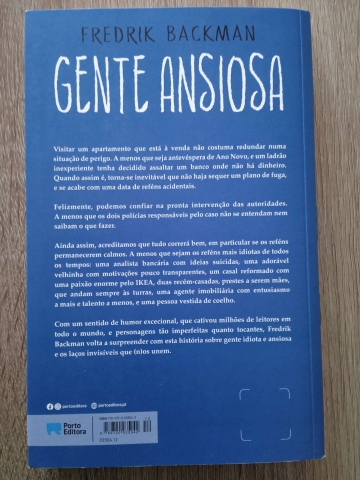 FREDRIK BACKMAN
GENTE ANSIOSA
Visitar um apartamento que está à venda não costuma redundar numa
situação de perigo. A menos que seja antevéspera de Ano Novo, e um ladrão
inexperiente tenha decidido assaltar um banco onde não há dinheiro.
Quando assim é, torna-se inevitável que não haja sequer um plano de fuga,
e se acabe com uma data de reféns acidentais.
Felizmente, podemos confiar na pronta intervenção das autoridades.
A menos que os dois polícias responsáveis pelo caso não se entendam nem
saibam o que fazer.
Ainda assim, acreditamos que tudo correrá bem, em particular se os reféns
permanecerem calmos. A menos que sejam os reféns mais idiotas de todos
os tempos: uma analista bancária com ideias suicidas, uma adorável
velhinha com motivações pouco transparentes, um casal reformado com
uma paixão enorme pelo IKEA, duas recém-casadas, prestes a serem mães,
que andam sempre às turras, uma agente imobiliária com entusiasmo
a mais e talento a menos, e uma pessoa vestida de coelho.
Com um sentido de humor excecional, que cativou milhões de leitores em
todo o mundo, e personagens tão imperfeitas quanto tocantes, Fredrik
Backman volta a surpreender com esta história sobre gente idiota e ansiosa
e os laços invisíveis que (n)os unem.
portoeditora
portoeditora.pt
Porto
Editora